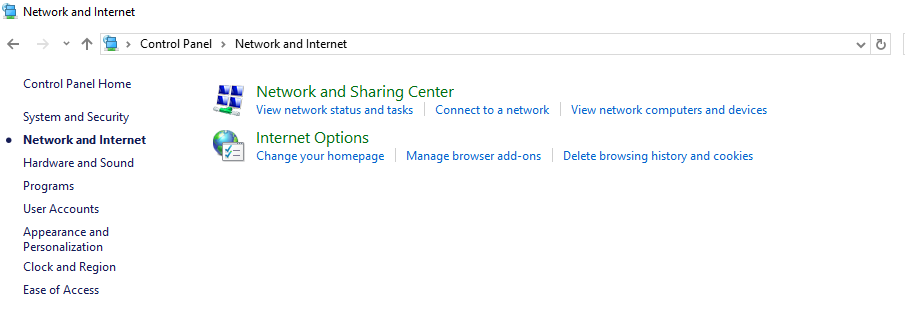 Network and Internet
Control Panel > Network and Internet
Control Panel Home
System and Security
Network and Internet
Hardware and Sound
Programs
User Accounts
Appearance and
Personalization
Clock and Region
Ease of Access
Network and Sharing Center
View network status and tasks
Connect to a network
View network computers and devices
Internet Options
Change your homepage
Manage browser add-ons
Delete browsing history and cookies